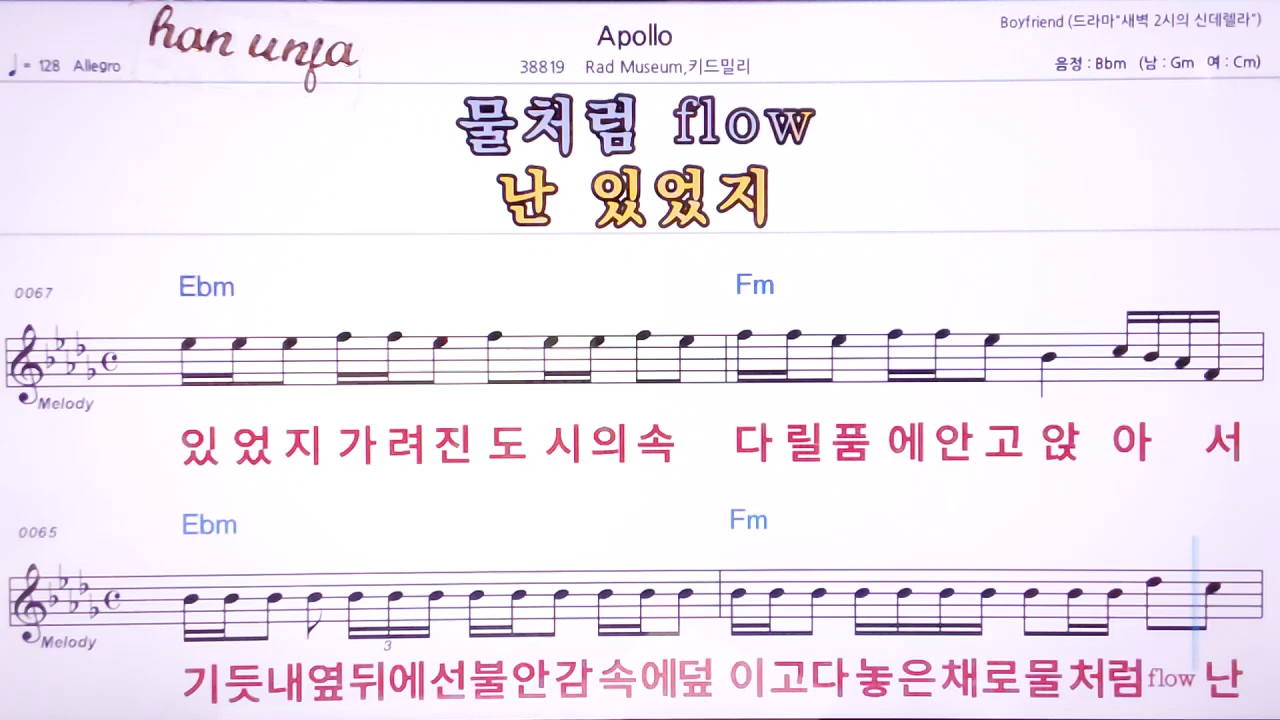 han unja
Apollo
Boyfriend (드라마"새벽 2시의 신데렐라")
♩ = 128 Allegro
38819 Rad Museum,키드밀리
음정 : Bbm (남 : Gm 여 : Cm)
물처럼 flow
난 있었지
0067
Ebm
Fm
Melody
있었지 가려진 도 시의속 다릴품 에안고 앉 아 서
0065
Ebm
Fm
3
Melody
기듯내옆뒤에선불안감속에덮 이고다놓은채로물처럼flow 난